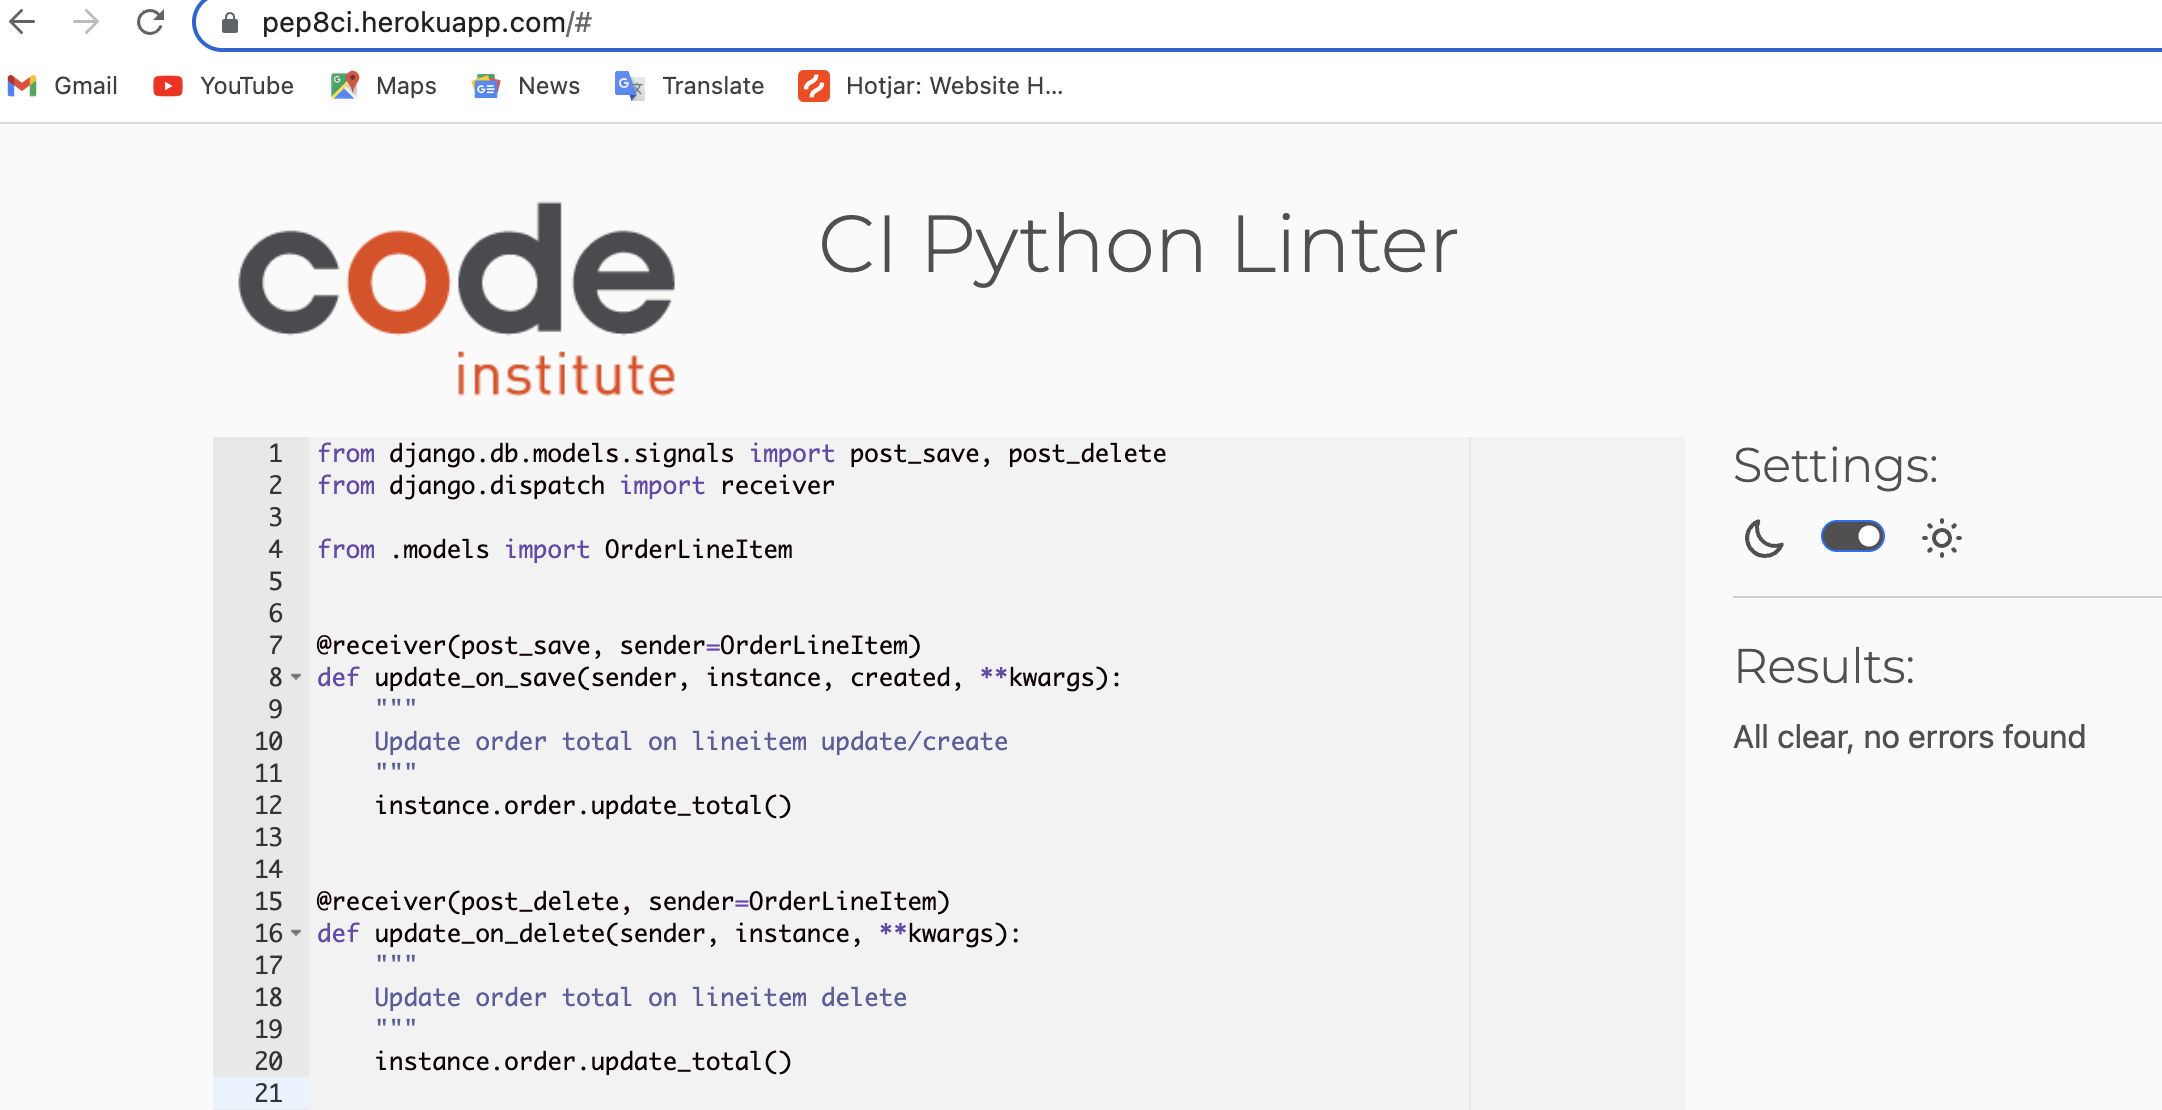 pep8ci.herokuapp.com/#
Gmail YouTube Maps News Translate Hotjar: Website H...
code
institute
CI Python Linter
1 from django.db.models.signals import post_save, post_delete
2 from django.dispatch import receiver
3
4 from .models import OrderLineItem
5
6
7 @receiver(post_save, sender=OrderLineItem)
8 def update_on_save(sender, instance, created, **kwargs):
9     """
10     Update order total on lineitem update/create
11     """
12     instance.order.update_total()
13
14
15 @receiver(post_delete, sender=OrderLineItem)
16 def update_on_delete(sender, instance, **kwargs):
17     """
18     Update order total on lineitem delete
19     """
20     instance.order.update_total()
21
Settings:
Results:
All clear, no errors found